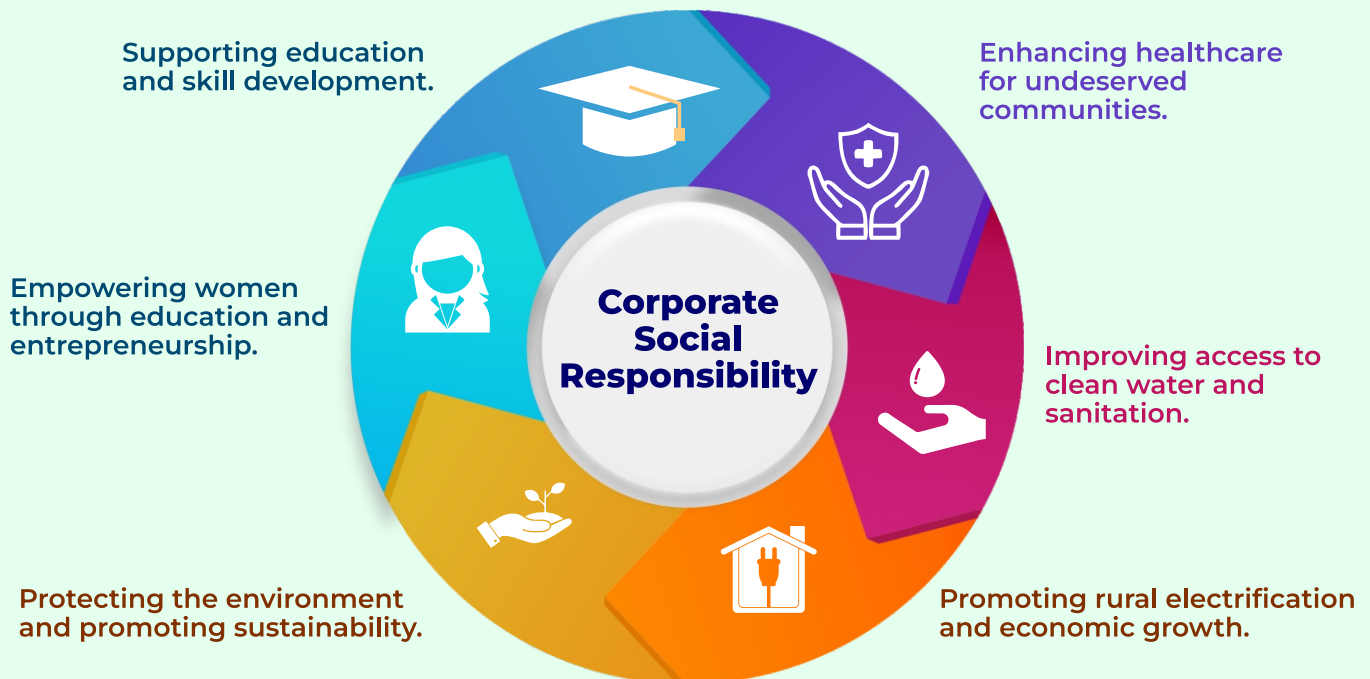 Supporting education
and skill development.
Enhancing healthcare
for undeserved
communities.
Empowering women
through education and
entrepreneurship.
Corporate
Social
Responsibility
Improving access to
clean water and
sanitation.
Protecting the environment
and promoting sustainability.
Promoting rural electrification
and economic growth.